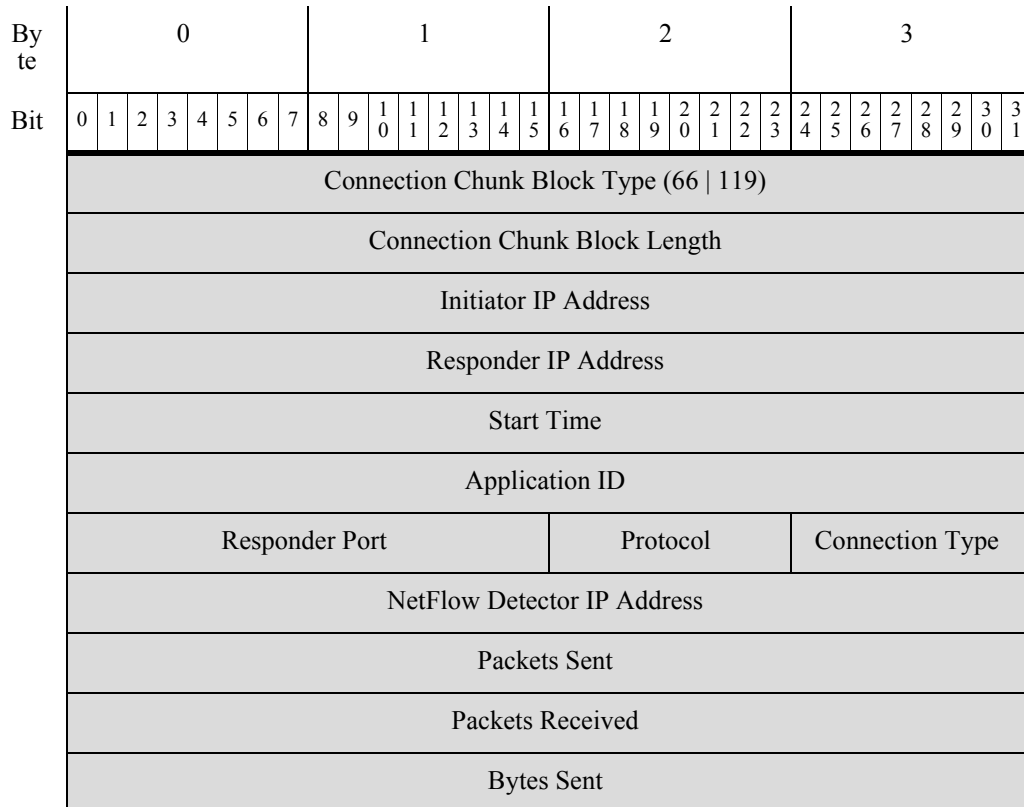 By
te 0 1 2 3
Bit 0 1 2 3 4 5 6 7 8 9 10 11 12 13 14 15 16 17 18 19 20 21 22 23 24 25 26 27 28 29 30 31
Connection Chunk Block Type (66 | 119)
Connection Chunk Block Length
Initiator IP Address
Responder IP Address
Start Time
Application ID
Responder Port Protocol Connection Type
NetFlow Detector IP Address
Packets Sent
Packets Received
Bytes Sent